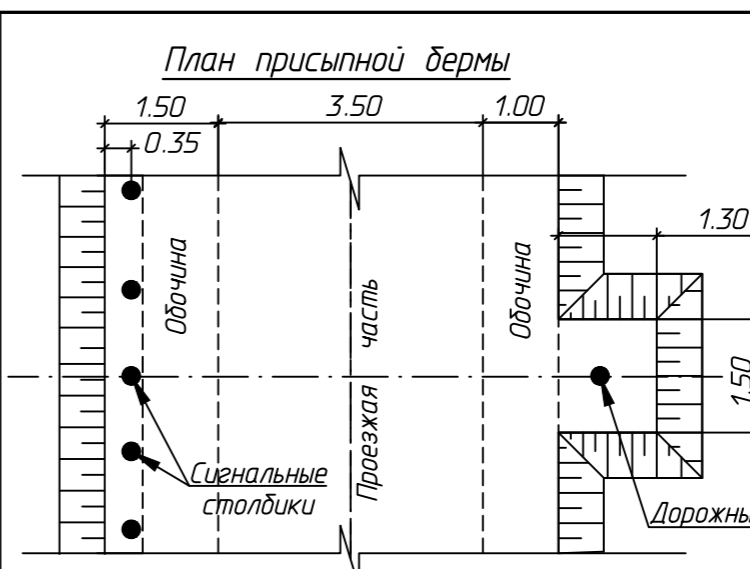 План присыпной бермы
1.50 3.50 1.00
0.35
1.30
Обочина
Проезжая часть
Обочина
1.50
Сигнальные
столбики